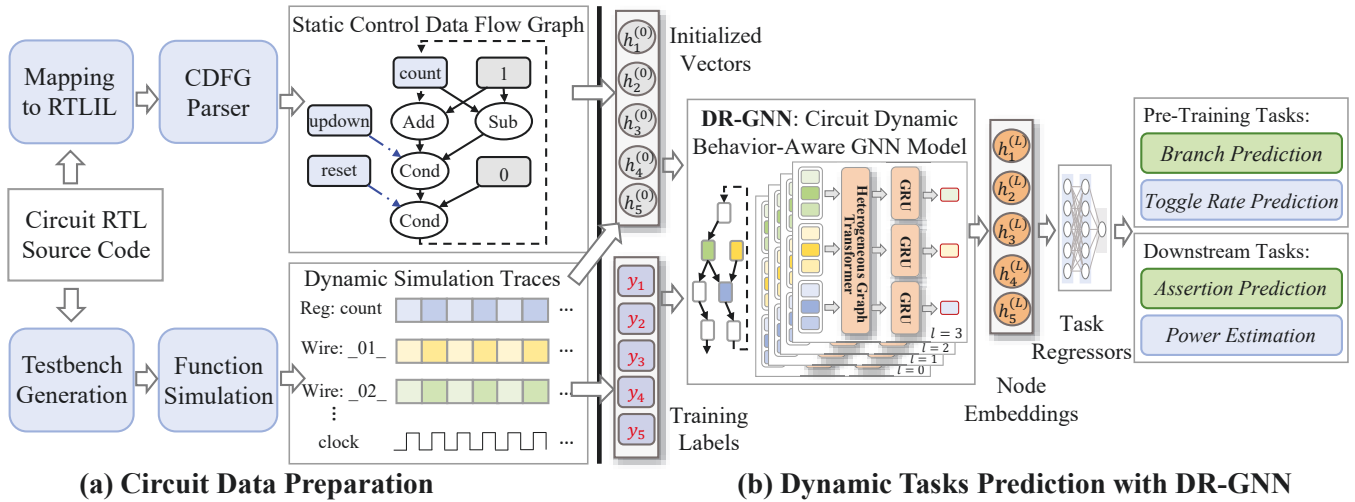 Mapping
to RTLIL
CDFG
Parser
Circuit RTL
Source Code
Testbench
Generation
Function
Simulation
Static Control Data Flow Graph
count
1
updown
Add
Sub
reset
Cond
0
Cond
Dynamic Simulation Traces
Reg: count
...
Wire: _01_
...
Wire: _02_
...
⋮
clock
...
(a) Circuit Data Preparation
h₁⁽⁰⁾
h₂⁽⁰⁾
h₃⁽⁰⁾
h₄⁽⁰⁾
h₅⁽⁰⁾
Initialized
Vectors
y₁
y₂
y₃
y₄
y₅
Training
Labels
DR-GNN: Circuit Dynamic
Behavior-Aware GNN Model
Heterogeneous Graph
Transformer
GRU
GRU
GRU
l = 3
l = 2
l = 1
l = 0
h₁⁽ᴸ⁾
h₂⁽ᴸ⁾
h₃⁽ᴸ⁾
h₄⁽ᴸ⁾
h₅⁽ᴸ⁾
Node
Embeddings
Task
Regressors
Pre-Training Tasks:
Branch Prediction
Toggle Rate Prediction
Downstream Tasks:
Assertion Prediction
Power Estimation
(b) Dynamic Tasks Prediction with DR-GNN